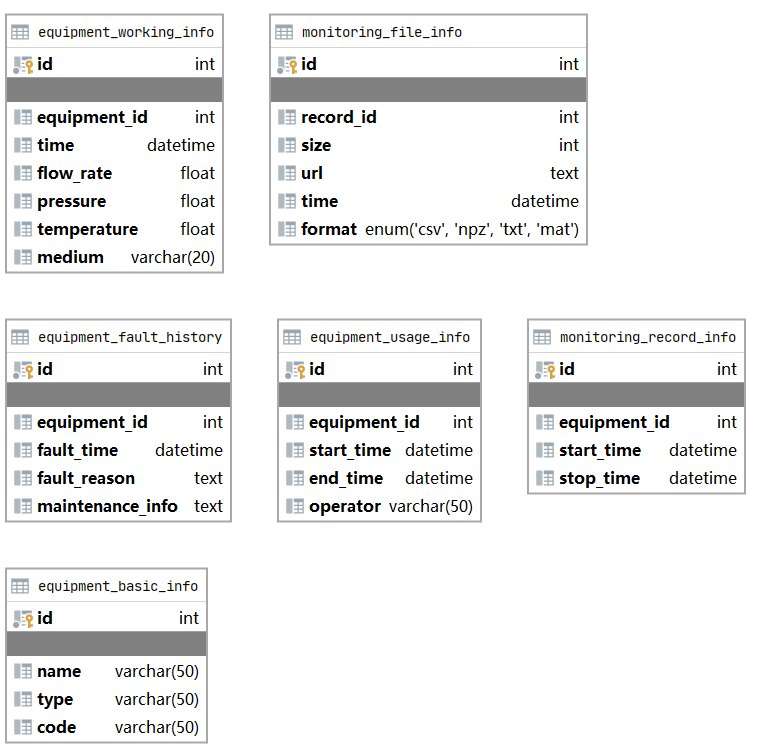 equipment_working_info
id int
equipment_id int
time datetime
flow_rate float
pressure float
temperature float
medium varchar(20)
monitoring_file_info
id int
record_id int
size int
url text
time datetime
format enum('csv', 'npz', 'txt', 'mat')
equipment_fault_history
id int
equipment_id int
fault_time datetime
fault_reason text
maintenance_info text
equipment_usage_info
id int
equipment_id int
start_time datetime
end_time datetime
operator varchar(50)
monitoring_record_info
id int
equipment_id int
start_time datetime
stop_time datetime
equipment_basic_info
id int
name varchar(50)
type varchar(50)
code varchar(50)